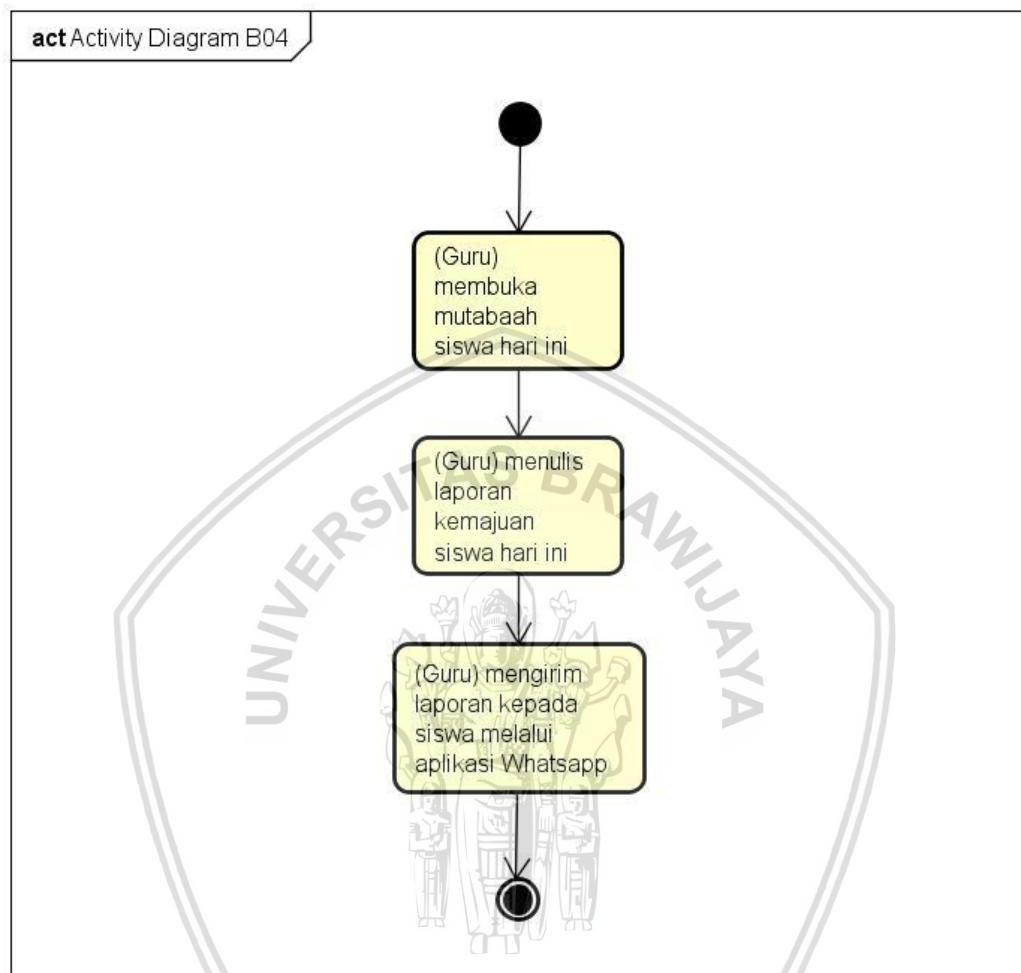 act Activity Diagram B04
(Guru)
membuka
mutabaah
siswa hari ini
(Guru) menulis
laporan
kemajuan
siswa hari ini
(Guru) mengirim
laporan kepada
siswa melalui
aplikasi Whatsapp
UNIVERSITAS BRAWIJAYA